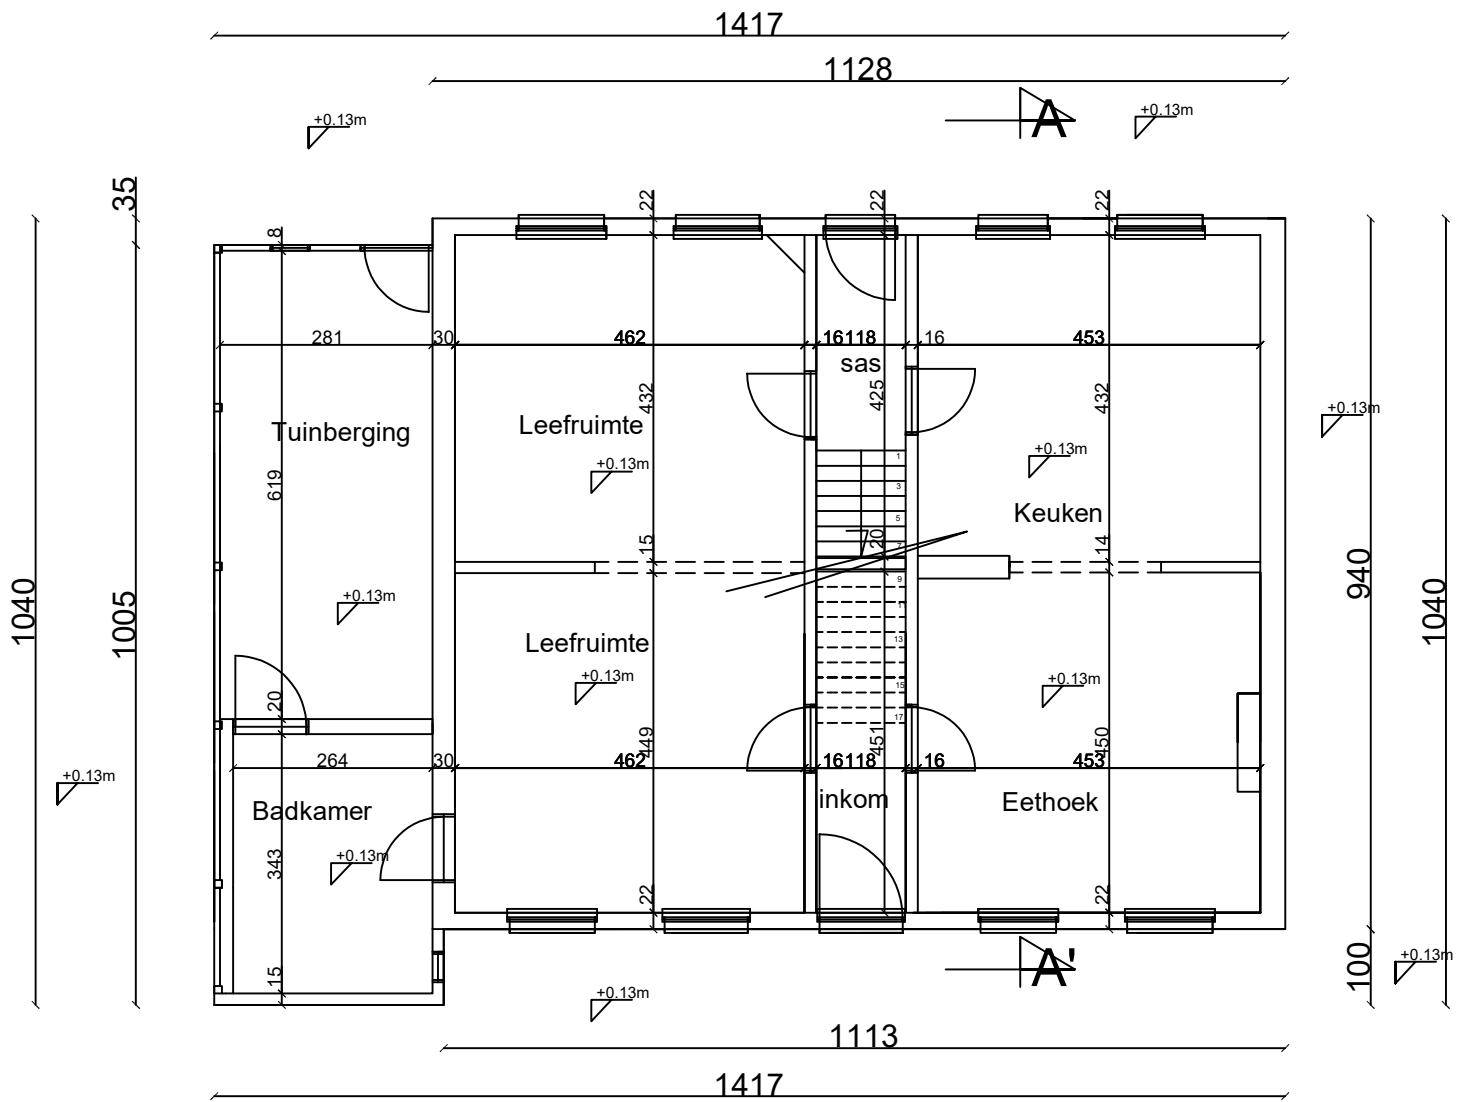 1417
1128
A
+0.13m
+0.13m
35
22
22
22
8
281
30
462
16118
16
453
sas
432
425
432
+0.13m
Tuinberging
Leefruimte
+0.13m
+0.13m
1
3
5
7
619
Keuken
15
20
14
9
11
13
15
17
1040
1005
940
1040
+0.13m
Leefruimte
+0.13m
+0.13m
20
449
451
450
264
30
462
16118
16
453
+0.13m
Badkamer
inkom
Eethoek
343
+0.13m
22
22
A'
100
+0.13m
15
+0.13m
1113
1417